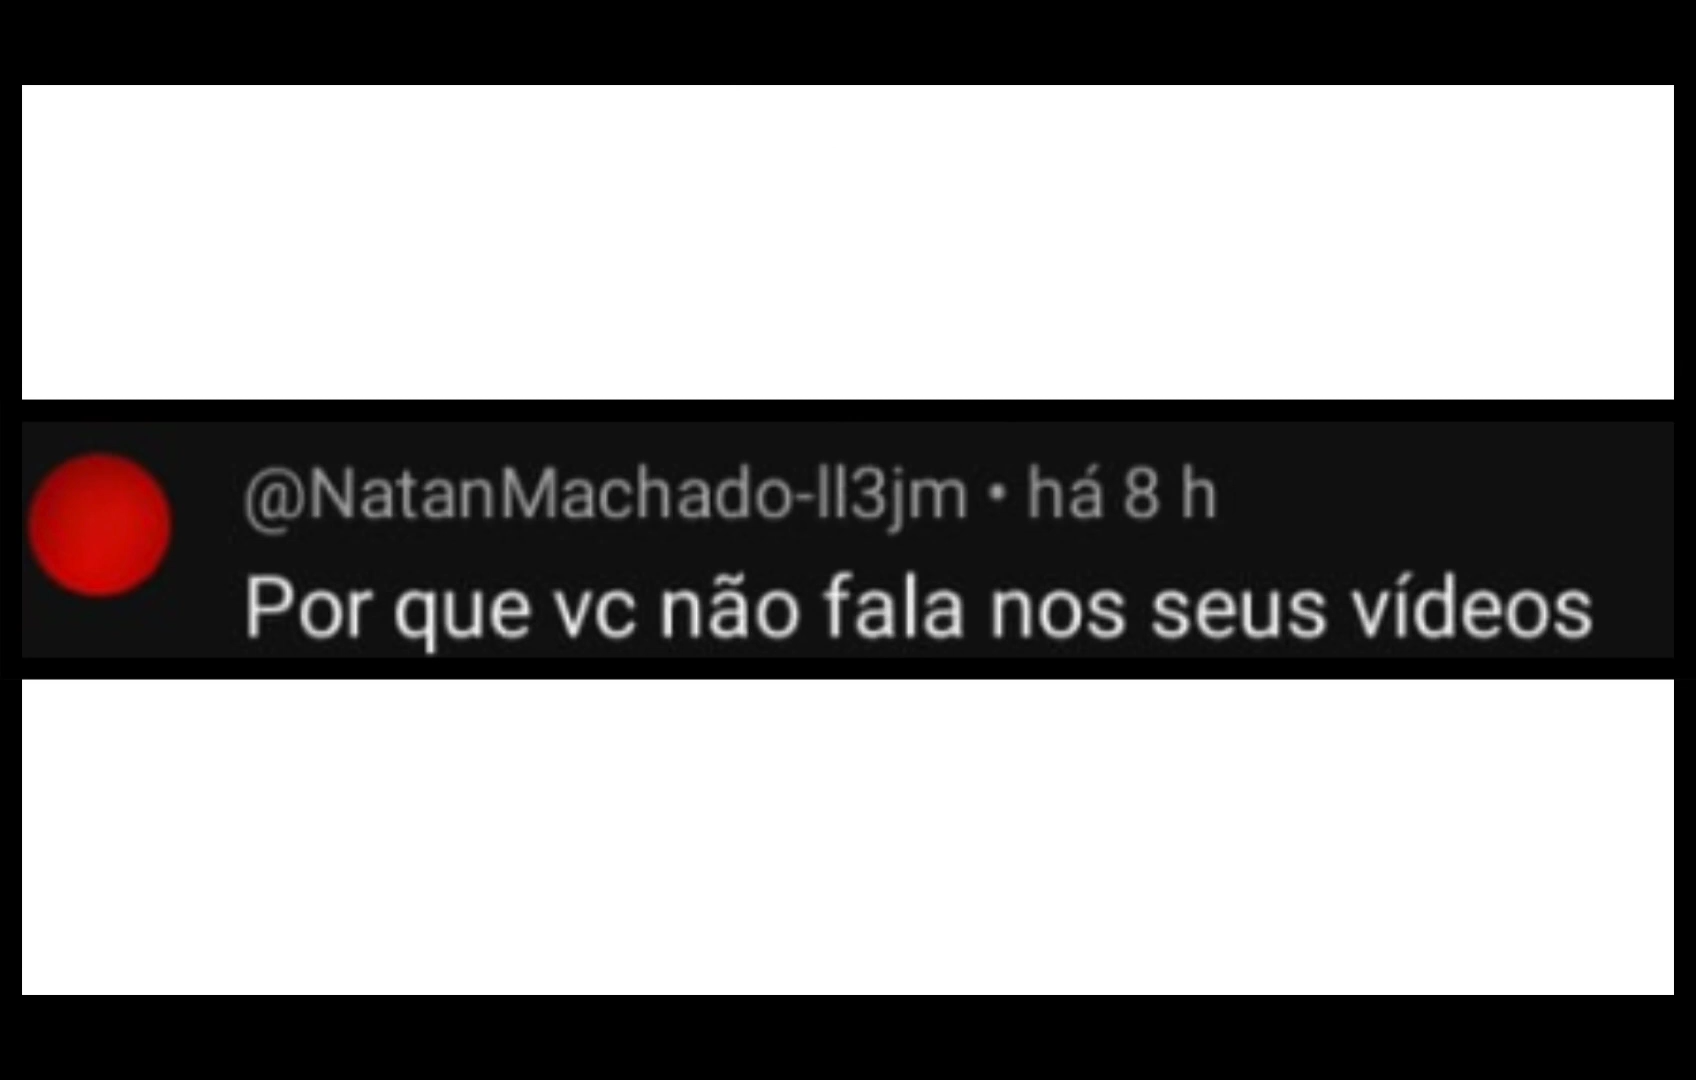 @NatanMachado-ll3jm • há 8 h
Por que vc não fala nos seus vídeos